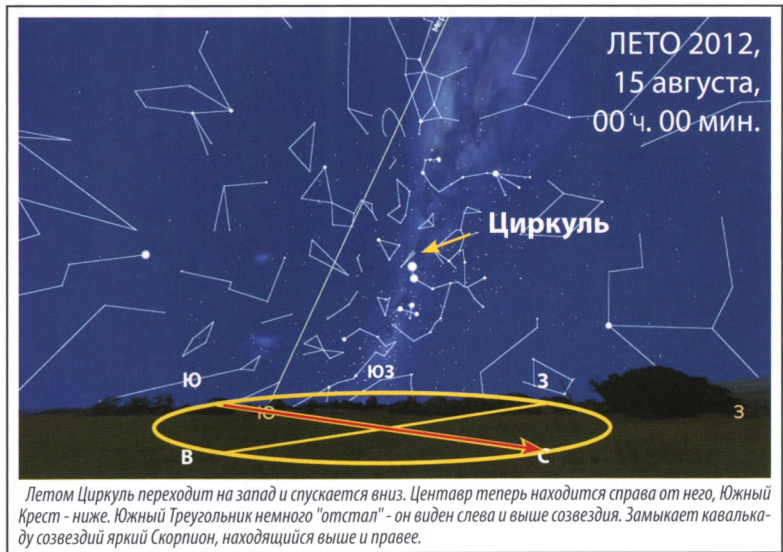 Мер
ЛЕТО 2012,
15 августа,
00 ч. 00 мин.
Циркуль
Ю
ЮЗ
З
Ю
З
В
С
Летом Циркуль переходит на запад и спускается вниз. Центавр теперь находится справа от него, Южный
Крест - ниже. Южный Треугольник немного "отстал" - он виден слева и выше созвездия. Замыкает кавалька-
ду созвездий яркий Скорпион, находящийся выше и правее.